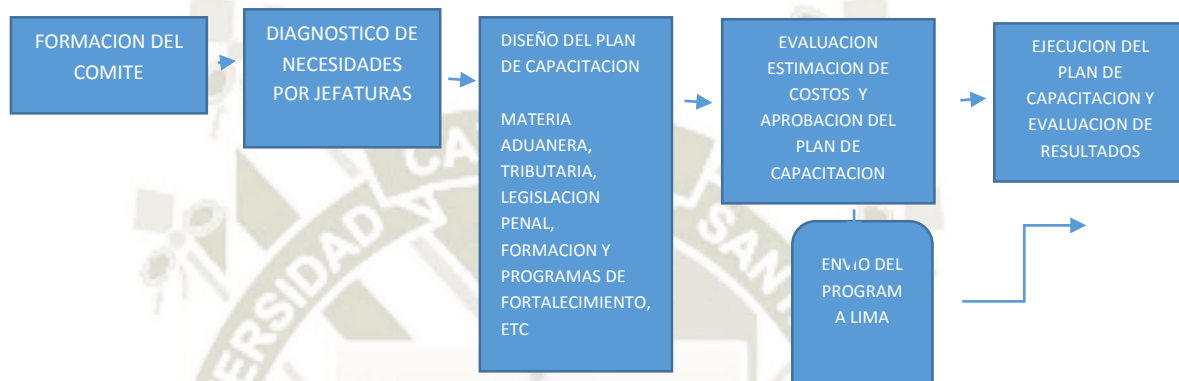 FORMACION DEL
COMITE
DIAGNOSTICO DE
NECESIDADES
POR JEFATURAS
DISEÑO DEL PLAN
DE CAPACITACION
MATERIA
ADUANERA,
TRIBUTARIA,
LEGISLACION
PENAL,
FORMACION Y
PROGRAMAS DE
FORTALECIMIENTO,
ETC
EVALUACION
ESTIMACION DE
COSTOS Y
APROBACION DEL
PLAN DE
CAPACITACION
ENVIO DEL
PROGRAM
A LIMA
EJECUCION DEL
PLAN DE
CAPACITACION Y
EVALUACION DE
RESULTADOS